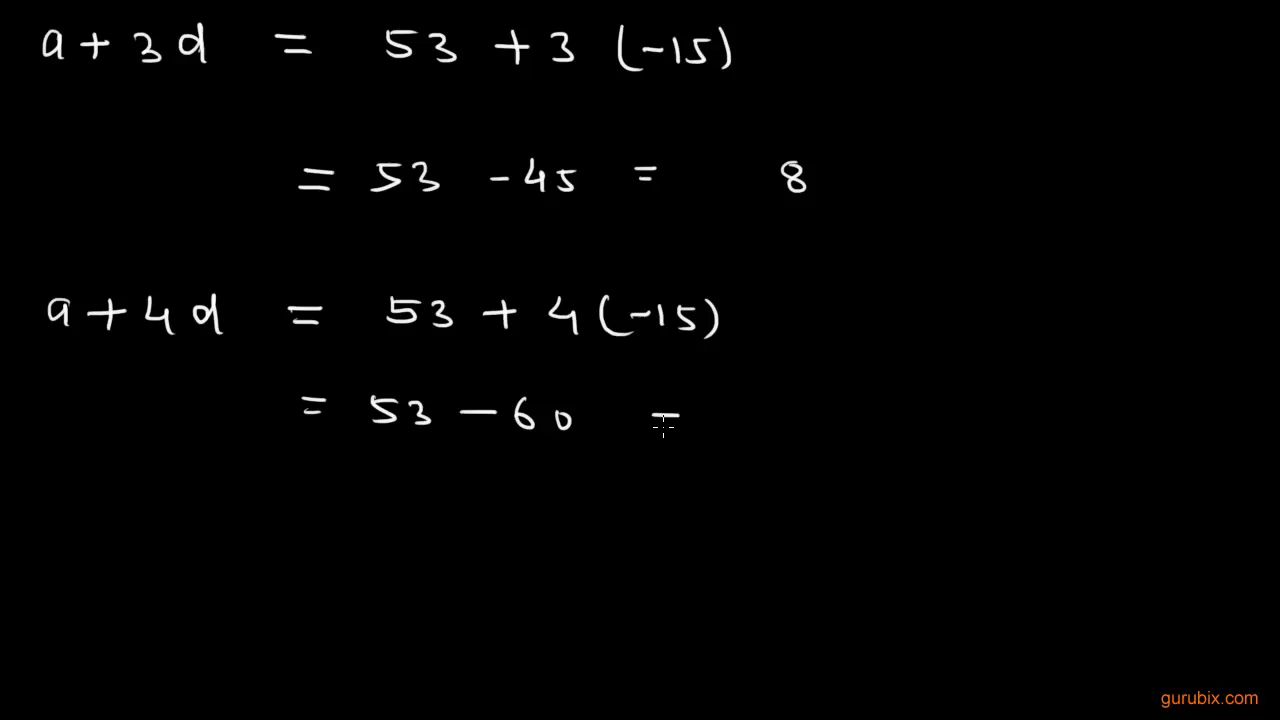 a + 3d = 53 + 3 (-15)
= 53 - 45 = 8
a + 4d = 53 + 4 (-15)
= 53 - 60 =
gurubix.com